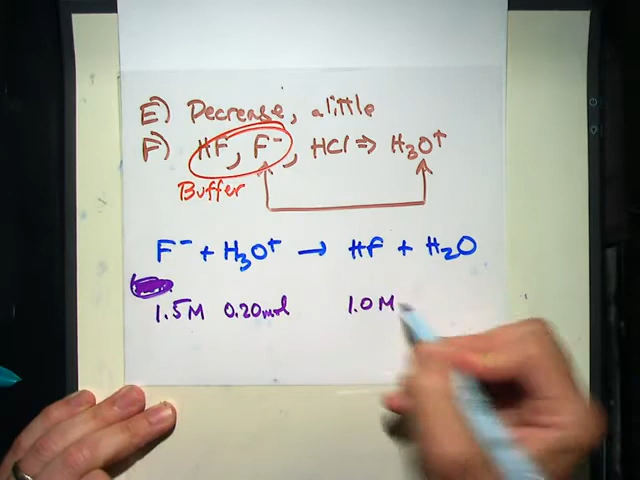 E) Decrease, a little
F) HF, F⁻, HCl ⇒ H₃O⁺
Buffer
F⁻ + H₃O⁺ → HF + H₂O
1.5M 0.20mol 1.0M